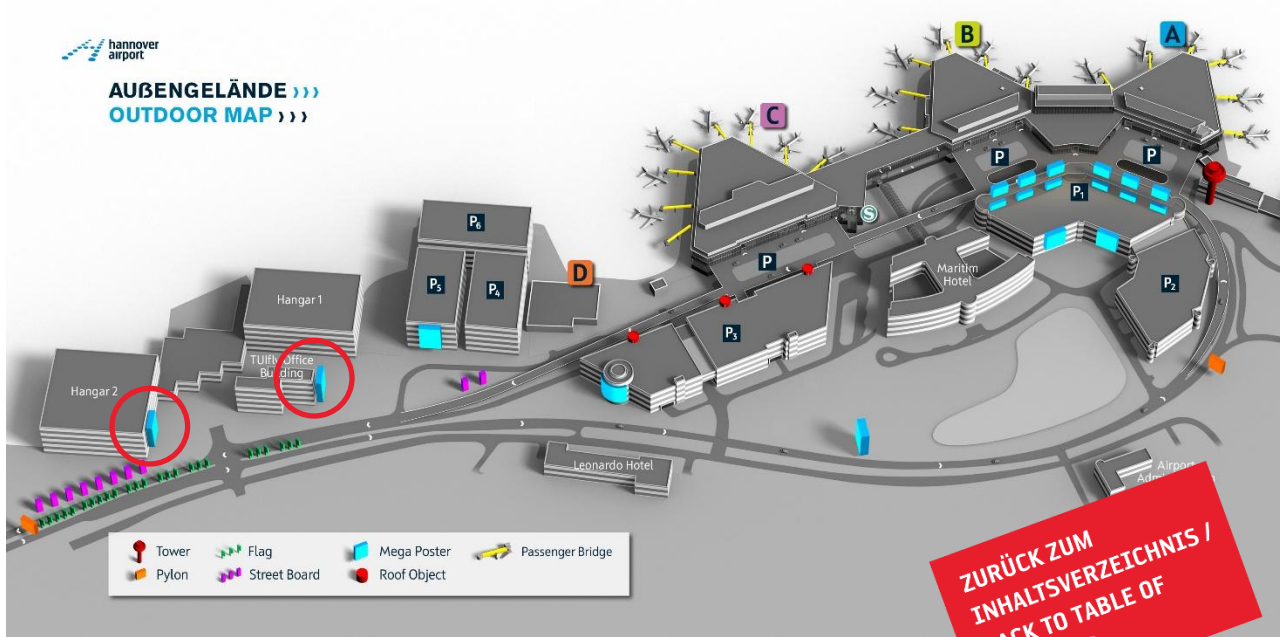 hannover
airport
AUßENGELÄNDE ›››
OUTDOOR MAP ›››
B
A
C
P
P
P₁
S
P₆
P
Maritim
Hotel
P₂
D
P₅
P₄
Hangar 1
P₃
TUIfly Office
Building
Hangar 2
Leonardo Hotel
Airport
Tower
Flag
Mega Poster
Passenger Bridge
Pylon
Street Board
Roof Object
ZURÜCK ZUM
INHALTSVERZEICHNIS /
TO TABLE OF